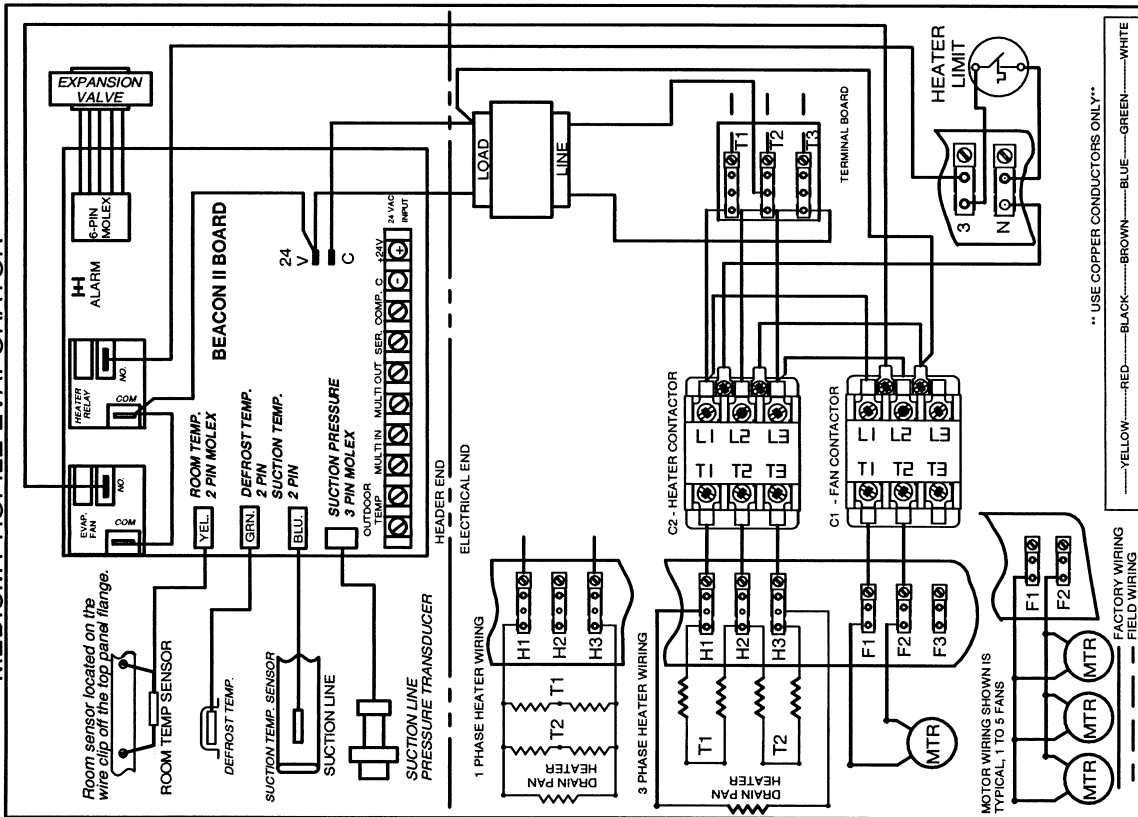 EXPANSION
VALVE
6-PIN
MOLEX
ALARM
HEATER
RELAY
NO.
COM
EVAP.
FAN
NO.
COM
BEACON II BOARD
24
V
C
24 VAC
INPUT
+24V
C
COMP.
SER.
MULTI OUT
MULTI IN
OUTDOOR
TEMP
YEL.
ROOM TEMP.
2 PIN MOLEX
GRN.
DEFROST TEMP.
2 PIN
BLU.
SUCTION TEMP.
2 PIN
SUCTION PRESSURE
3 PIN MOLEX
HEADER END
ELECTRICAL END
Room sensor located on the
wire clip off the top panel flange.
ROOM TEMP SENSOR
DEFROST TEMP.
SUCTION TEMP. SENSOR
SUCTION LINE
SUCTION LINE
PRESSURE TRANSDUCER
LOAD
LINE
T1
T2
T3
TERMINAL BOARD
HEATER
LIMIT
3
N
C2 - HEATER CONTACTOR
L1 L2 L3
T1 T2 T3
C1 - FAN CONTACTOR
L1 L2 L3
T1 T2 T3
1 PHASE HEATER WIRING
H1
H2
H3
T1
T2
DRAIN PAN
HEATER
3 PHASE HEATER WIRING
H1
H2
H3
T1
T2
DRAIN PAN
HEATER
F1
F2
F3
MTR
MOTOR WIRING SHOWN IS
TYPICAL, 1 TO 5 FANS
F1
F2
MTR
MTR
MTR
FACTORY WIRING
FIELD WIRING
** USE COPPER CONDUCTORS ONLY**
YELLOW RED BLACK BROWN BLUE GREEN WHITE